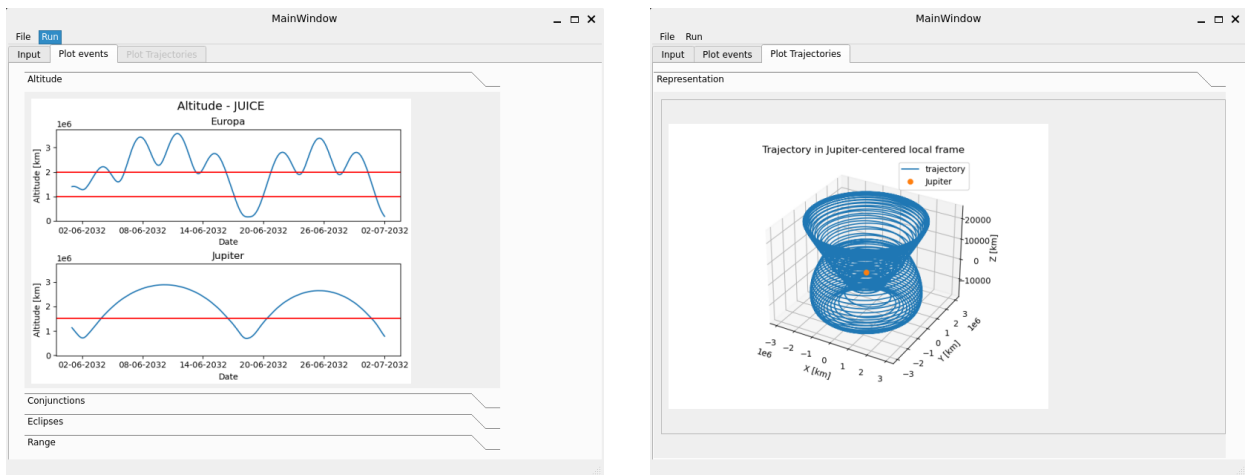 MainWindow
File Run
Input Plot events Plot Trajectories
Altitude
Altitude - JUICE
Europa
1e6
3
2
1
0
Altitude [km]
02-06-2032 08-06-2032 14-06-2032 20-06-2032 26-06-2032 02-07-2032
Date
Jupiter
1e6
3
2
1
0
Altitude [km]
02-06-2032 08-06-2032 14-06-2032 20-06-2032 26-06-2032 02-07-2032
Date
Conjunctions
Eclipses
Range
MainWindow
File Run
Input Plot events Plot Trajectories
Representation
Trajectory in Jupiter-centered local frame
trajectory
Jupiter
20000
10000
0
10000
Z [km]
−3 −2 −1 0 1 2 3
1e6
X [km]
−3 −2 −1 0 1 2 3
1e6
Y [km]